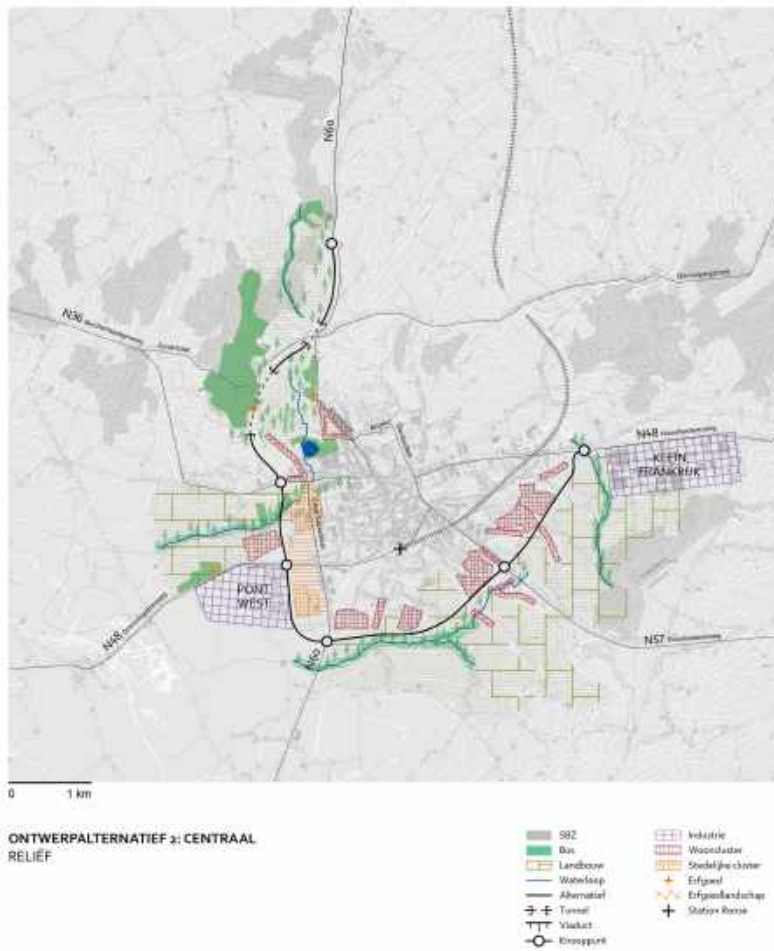 N60
N36
N48
KLEIN
FRANKRIJK
PONT
WEST
N48
N60
N57
0 1 km
ONTWERPALTERNATIEF 2: CENTRAAL
RELIËF
SBZ
Bos
Landbouw
Waterloop
Alternatief
Tunnel
Viaduct
Knooppunt
Industrie
Wooncluster
Stedelijke cluster
Erfgoed
Erfgoedlandschap
Station Ronse